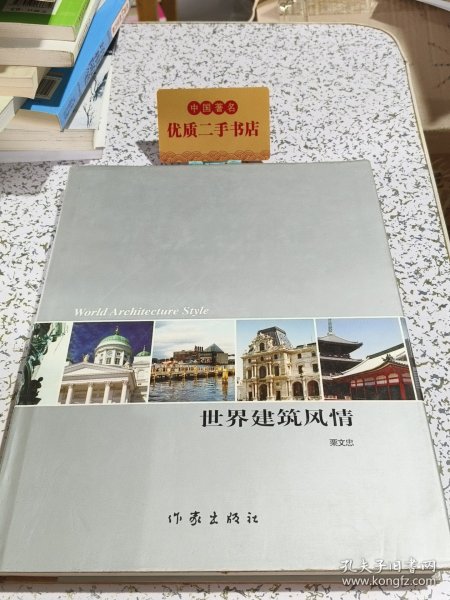 中国著名
优质二手书店
World Architecture Style
世界建筑风情
栗文忠
作家出版社
孔夫子旧书网
www.kongfz.com